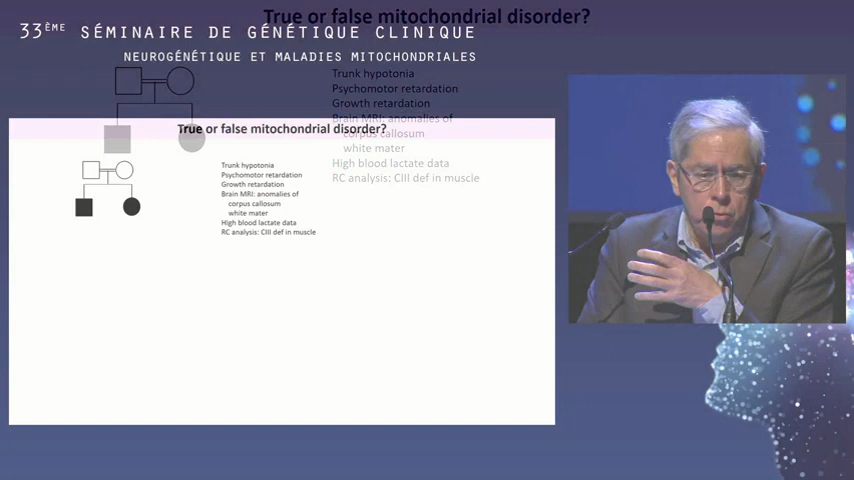 True or false mitochondrial disorder?
33ÈME SÉMINAIRE DE GÉNÉTIQUE CLINIQUE
NEUROGÉNÉTIQUE ET MALADIES MITOCHONDRIALES
Trunk hypotonia
Psychomotor retardation
Growth retardation
Brain MRI: anomalies of
corpus callosum
white mater
High blood lactate data
RC analysis: CIII def in muscle
True or false mitochondrial disorder?
Trunk hypotonia
Psychomotor retardation
Growth retardation
Brain MRI: anomalies of
corpus callosum
white mater
High blood lactate data
RC analysis: CIII def in muscle